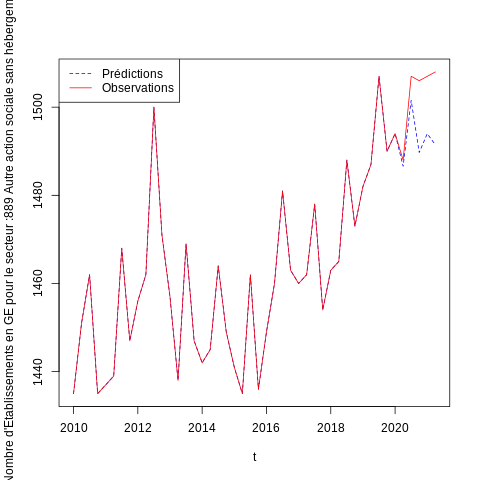 Nombre d'Etablissements en GE pour le secteur :889 Autre action sociale sans hébergem
Prédictions
Observations
1500
1480
1460
1440
2010 2012 2014 2016 2018 2020
t